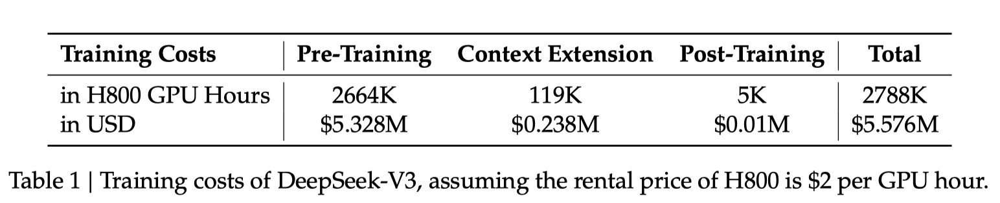 Training Costs Pre-Training Context Extension Post-Training Total
in H800 GPU Hours 2664K 119K 5K 2788K
in USD $5.328M $0.238M $0.01M $5.576M
Table 1 | Training costs of DeepSeek-V3, assuming the rental price of H800 is $2 per GPU hour.